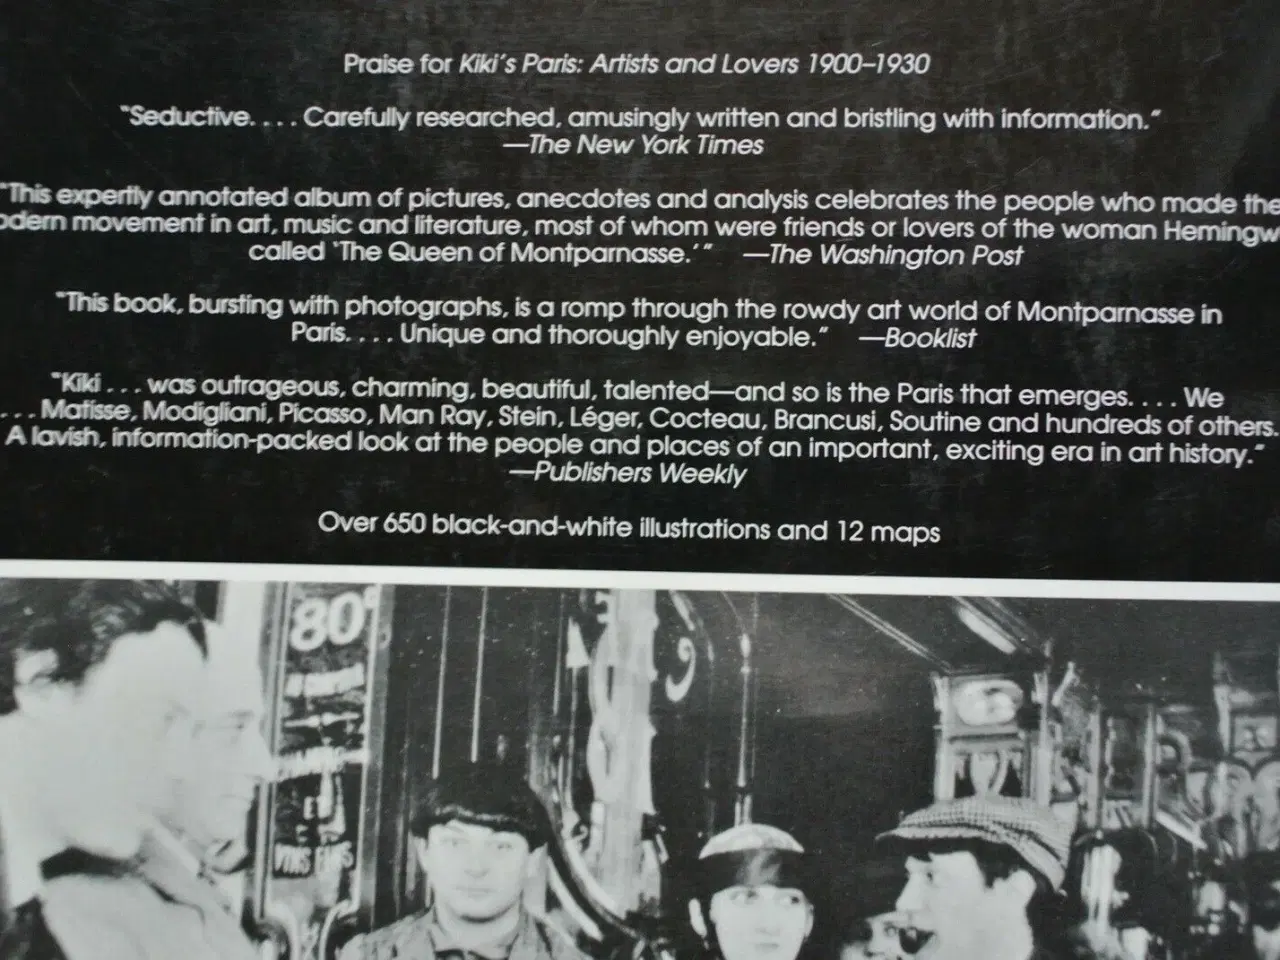 Praise for Kiki's Paris: Artists and Lovers 1900–1930
"Seductive. . . . Carefully researched, amusingly written and bristling with information."
—The New York Times
"This expertly annotated album of pictures, anecdotes and analysis celebrates the people who made the
odern movement in art, music and literature, most of whom were friends or lovers of the woman Hemingw
called 'The Queen of Montparnasse.'" —The Washington Post
"This book, bursting with photographs, is a romp through the rowdy art world of Montparnasse in
Paris. . . . Unique and thoroughly enjoyable." —Booklist
"Kiki . . . was outrageous, charming, beautiful, talented—and so is the Paris that emerges. . . . We
. . . Matisse, Modigliani, Picasso, Man Ray, Stein, Léger, Cocteau, Brancusi, Soutine and hundreds of others.
A lavish, information-packed look at the people and places of an important, exciting era in art history."
—Publishers Weekly
Over 650 black-and-white illustrations and 12 maps
80
ET
VINS FINS